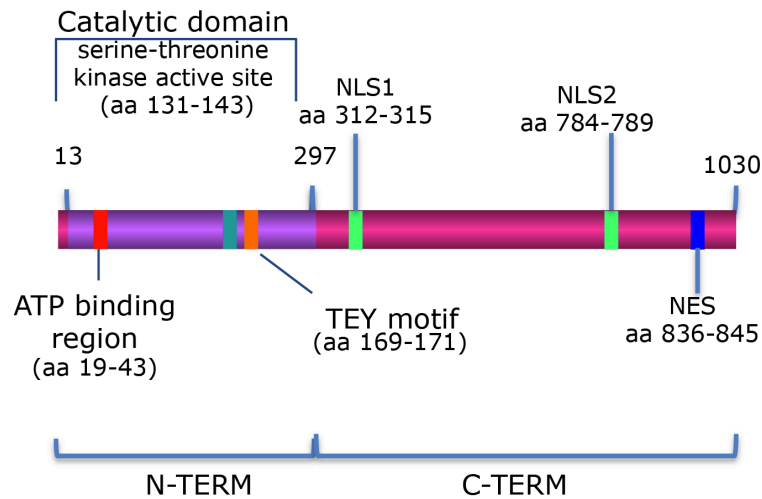 Catalytic domain
serine-threonine
kinase active site
(aa 131-143)
NLS1
aa 312-315
NLS2
aa 784-789
13
297
1030
ATP binding
region
(aa 19-43)
TEY motif
(aa 169-171)
NES
aa 836-845
N-TERM
C-TERM